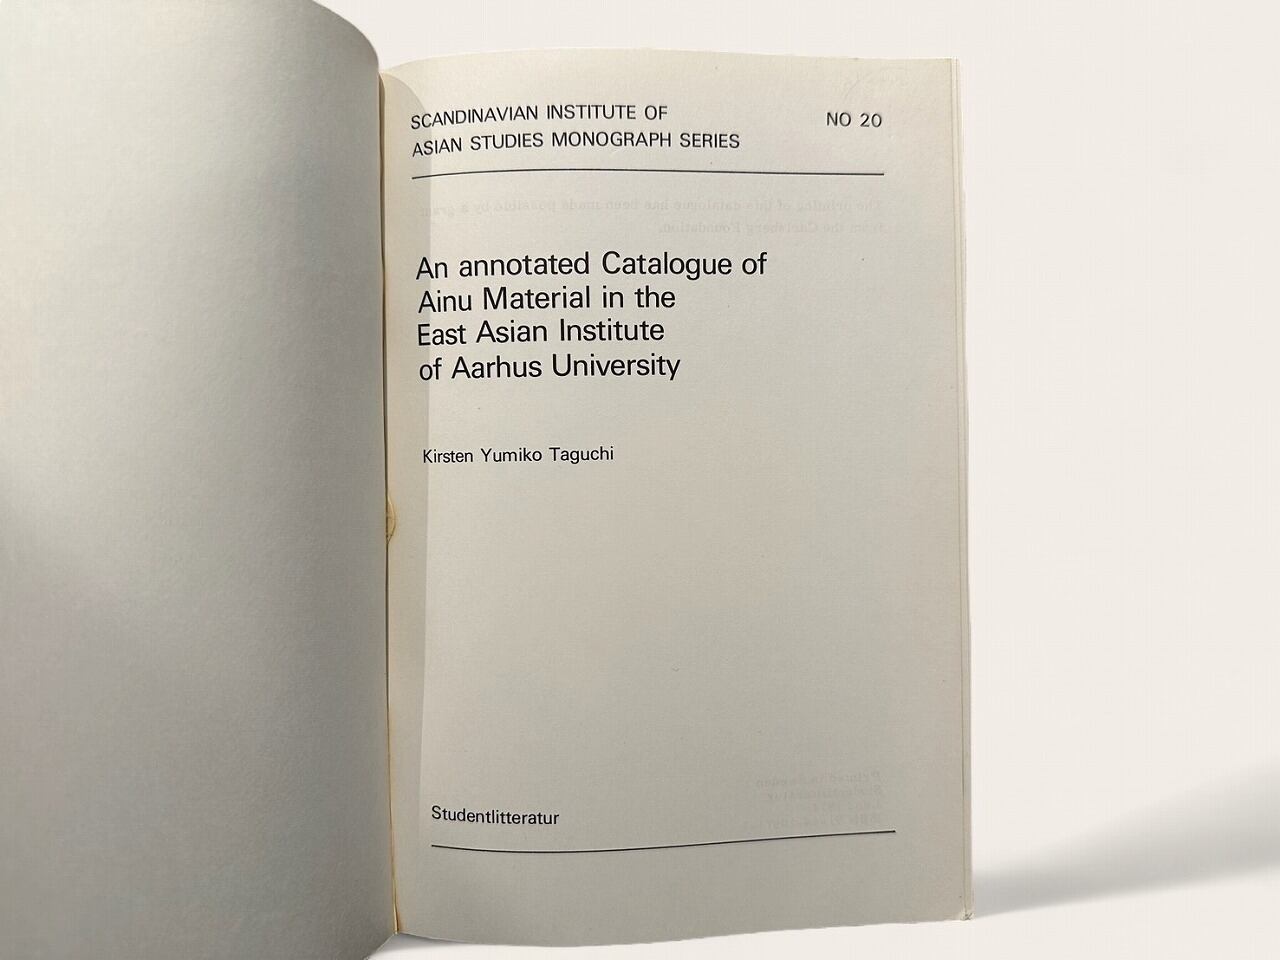 SCANDINAVIAN INSTITUTE OF
ASIAN STUDIES MONOGRAPH SERIES
NO 20
An annotated Catalogue of
Ainu Material in the
East Asian Institute
of Aarhus University
Kirsten Yumiko Taguchi
Studentlitteratur